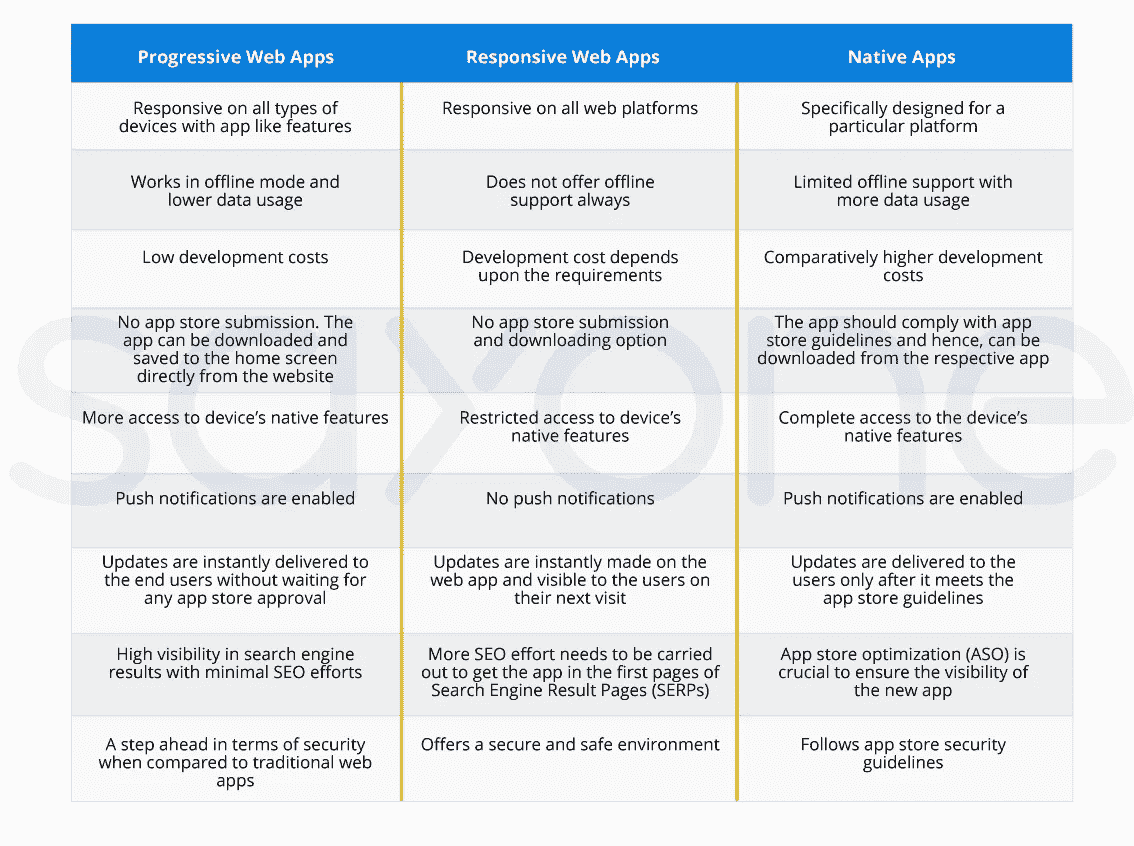 Progressive Web Apps
Responsive Web Apps
Native Apps
Responsive on all types of
devices with app like features
Responsive on all web platforms
Specifically designed for a
particular platform
Works in offline mode and
lower data usage
Does not offer offline
support always
Limited offline support with
more data usage
Low development costs
Development cost depends
upon the requirements
Comparatively higher development
costs
No app store submission. The
app can be downloaded and
saved to the home screen
directly from the website
No app store submission
and downloading option
The app should comply with app
store guidelines and hence, can be
downloaded from the respective app
More access to device’s native features
Restricted access to device’s
native features
Complete access to the device’s
native features
Push notifications are enabled
No push notifications
Push notifications are enabled
Updates are instantly delivered to
the end users without waiting for
any app store approval
Updates are instantly made on the
web app and visible to the users on
their next visit
Updates are delivered to the
users only after it meets the
app store guidelines
High visibility in search engine
results with minimal SEO efforts
More SEO effort needs to be carried
out to get the app in the first pages of
Search Engine Result Pages (SERPs)
App store optimization (ASO) is
crucial to ensure the visibility of
the new app
A step ahead in terms of security
when compared to traditional web
apps
Offers a secure and safe environment
Follows app store security
guidelines
saxone